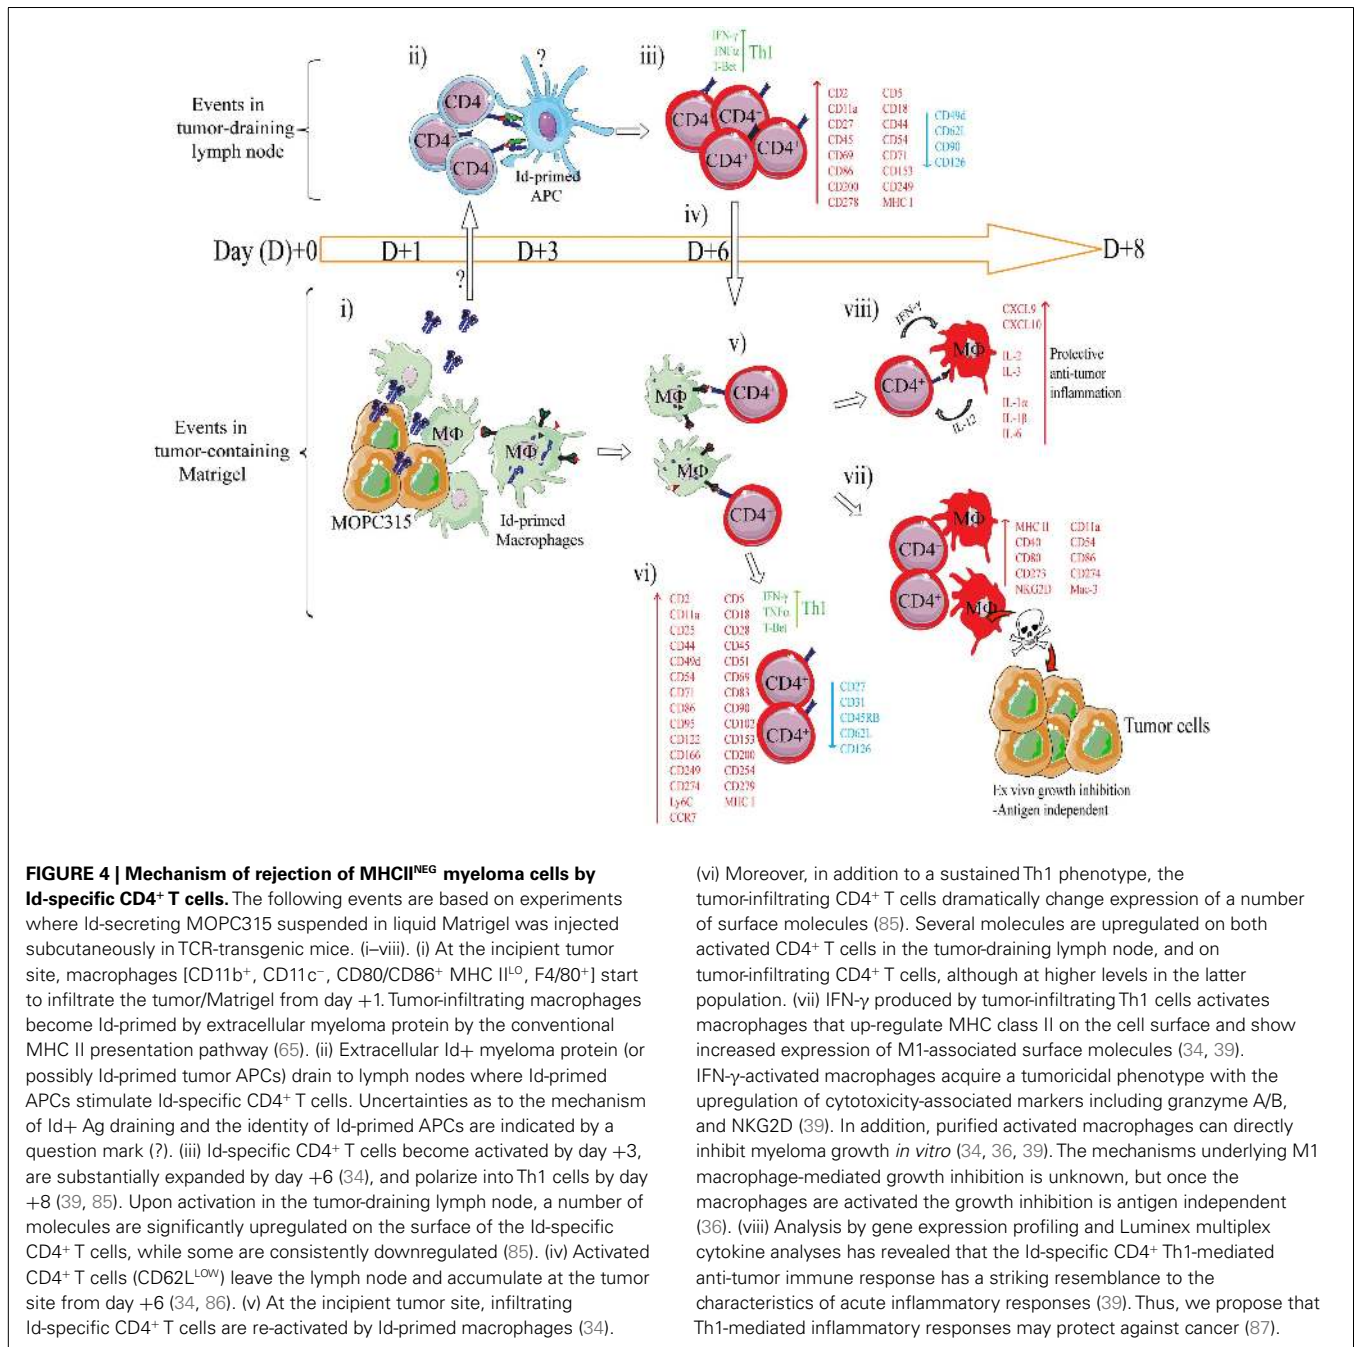 ii)
?
CD4
CD4
CD4
Id-primed
APC
Events in
tumor-draining
lymph node
iii)
IFN-γ
TNFα
T-Bet
Th1
CD4
CD4+
CD4+
CD4+
CD2 CD5
CD11a CD18
CD27 CD44
CD45 CD54
CD69 CD71
CD86 CD153
CD200 CD249
CD278 MHC I
CD49d
CD62L
CD90
CD126
iv)
Day (D)+0 D+1 D+3 D+6 D+8
?
i)
Events in
tumor-containing
Matrigel
MΦ
MΦ
MOPC315
Id-primed
Macrophages
v)
MΦ
CD4+
MΦ
CD4+
viii)
IFN-γ
MΦ
CD4+
IL-12
CXCL9
CXCL10
IL-2
IL-3
IL-1α
IL-1β
IL-6
Protective
anti-tumor
inflammation
vii)
MΦ
CD4+
CD4+
MΦ
MHC II CD11a
CD40 CD54
CD80 CD86
CD273 CD274
NKG2D Mac-3
Tumor cells
Ex vivo growth inhibition
-Antigen independent
vi)
CD2 CD5
CD11a CD18
CD25 CD28
CD44 CD45
CD49d CD51
CD54 CD69
CD71 CD83
CD86 CD90
CD95 CD102
CD122 CD153
CD166 CD200
CD249 CD254
CD274 CD279
Ly6C MHC I
CCR7
IFN-γ
TNFα
T-Bet
Th1
CD4+
CD4+
CD27
CD31
CD45RB
CD62L
CD126
FIGURE 4 | Mechanism of rejection of MHCII^NEG myeloma cells by
Id-specific CD4+ T cells. The following events are based on experiments
where Id-secreting MOPC315 suspended in liquid Matrigel was injected
subcutaneously in TCR-transgenic mice. (i–viii). (i) At the incipient tumor
site, macrophages [CD11b+, CD11c−, CD80/CD86+ MHC II^LO, F4/80+] start
to infiltrate the tumor/Matrigel from day +1. Tumor-infiltrating macrophages
become Id-primed by extracellular myeloma protein by the conventional
MHC II presentation pathway (65). (ii) Extracellular Id+ myeloma protein (or
possibly Id-primed tumor APCs) drain to lymph nodes where Id-primed
APCs stimulate Id-specific CD4+ T cells. Uncertainties as to the mechanism
of Id+ Ag draining and the identity of Id-primed APCs are indicated by a
question mark (?). (iii) Id-specific CD4+ T cells become activated by day +3,
are substantially expanded by day +6 (34), and polarize into Th1 cells by day
+8 (39, 85). Upon activation in the tumor-draining lymph node, a number of
molecules are significantly upregulated on the surface of the Id-specific
CD4+ T cells, while some are consistently downregulated (85). (iv) Activated
CD4+ T cells (CD62L^LOW) leave the lymph node and accumulate at the tumor
site from day +6 (34, 86). (v) At the incipient tumor site, infiltrating
Id-specific CD4+ T cells are re-activated by Id-primed macrophages (34).
(vi) Moreover, in addition to a sustained Th1 phenotype, the
tumor-infiltrating CD4+ T cells dramatically change expression of a number
of surface molecules (85). Several molecules are upregulated on both
activated CD4+ T cells in the tumor-draining lymph node, and on
tumor-infiltrating CD4+ T cells, although at higher levels in the latter
population. (vii) IFN-γ produced by tumor-infiltrating Th1 cells activates
macrophages that up-regulate MHC class II on the cell surface and show
increased expression of M1-associated surface molecules (34, 39).
IFN-γ-activated macrophages acquire a tumoricidal phenotype with the
upregulation of cytotoxicity-associated markers including granzyme A/B,
and NKG2D (39). In addition, purified activated macrophages can directly
inhibit myeloma growth in vitro (34, 36, 39). The mechanisms underlying M1
macrophage-mediated growth inhibition is unknown, but once the
macrophages are activated the growth inhibition is antigen independent
(36). (viii) Analysis by gene expression profiling and Luminex multiplex
cytokine analyses has revealed that the Id-specific CD4+ Th1-mediated
anti-tumor immune response has a striking resemblance to the
characteristics of acute inflammatory responses (39). Thus, we propose that
Th1-mediated inflammatory responses may protect against cancer (87).